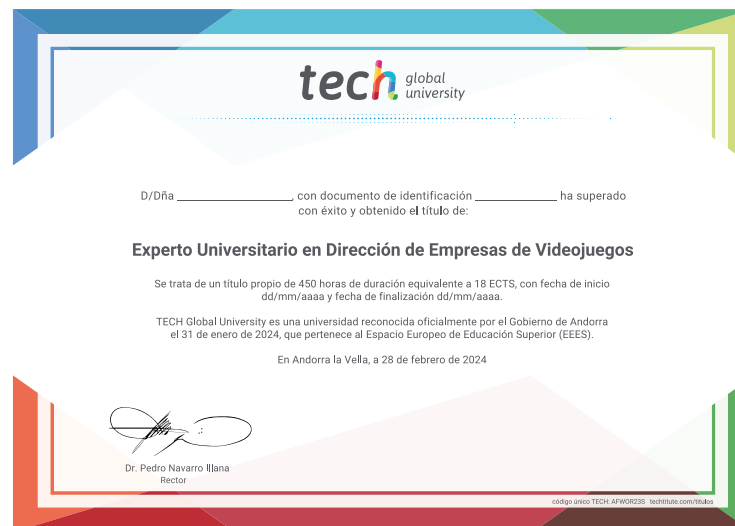 tech global university
D/Dña ____________________, con documento de identificación ______________ ha superado
con éxito y obtenido el título de:
Experto Universitario en Dirección de Empresas de Videojuegos
Se trata de un título propio de 450 horas de duración equivalente a 18 ECTS, con fecha de inicio
dd/mm/aaaa y fecha de finalización dd/mm/aaaa.
TECH Global University es una universidad reconocida oficialmente por el Gobierno de Andorra
el 31 de enero de 2024, que pertenece al Espacio Europeo de Educación Superior (EEES).
En Andorra la Vella, a 28 de febrero de 2024
Dr. Pedro Navarro Illana
Rector
código único TECH: AFWOR23S techtitute.com/titulos